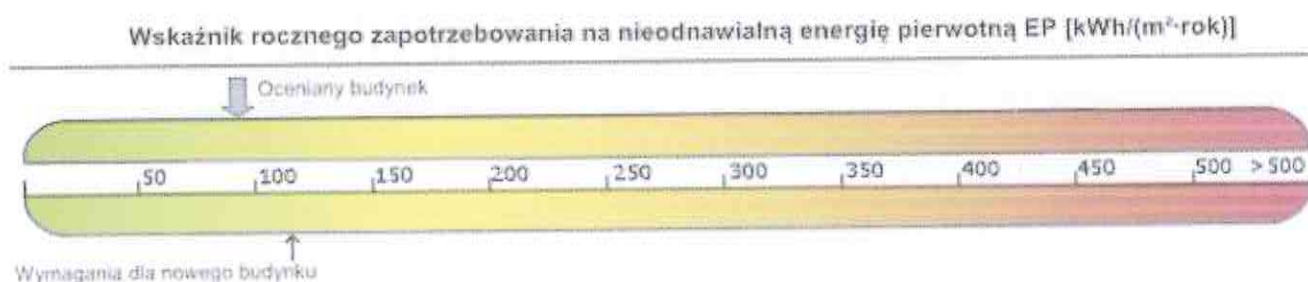 Wskaźnik rocznego zapotrzebowania na nieodnawialną energię pierwotną EP [kWh/(m²·rok)]
Oceniany budynek
50 100 150 200 250 300 350 400 450 500 > 500
Wymagania dla nowego budynku